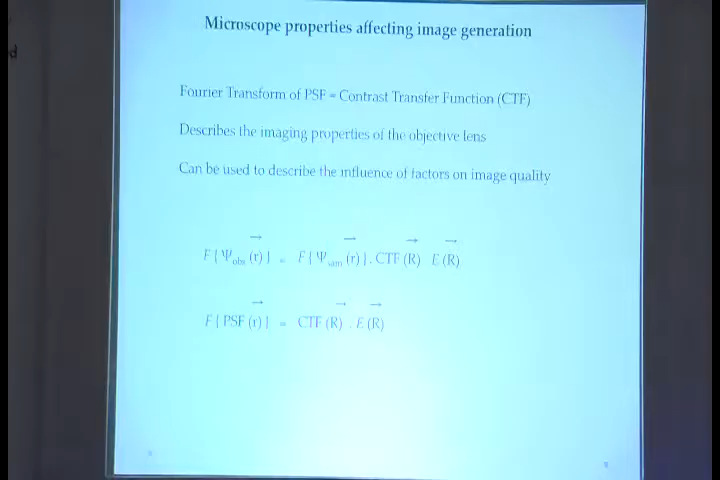 Microscope properties affecting image generation
d
Fourier Transform of PSF = Contrast Transfer Function (CTF)
Describes the imaging properties of the objective lens
Can be used to describe the influence of factors on image quality
F [ Ψobs (r⃗) ] = F [ Ψsam (r⃗) ] . CTF (R⃗) E (R⃗)
F [ PSF (r⃗) ] = CTF (R⃗) . E (R⃗)